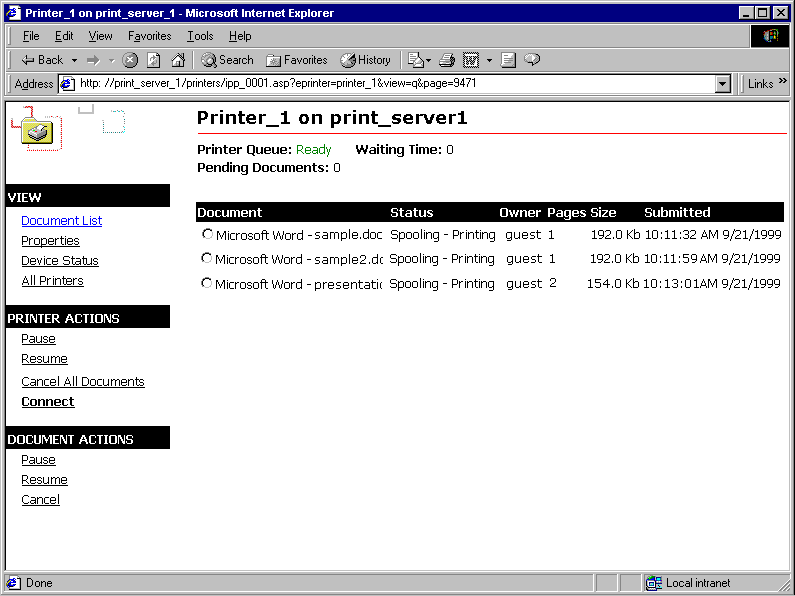 Printer_1 on print_server_1 - Microsoft Internet Explorer
File Edit View Favorites Tools Help
Back Search Favorites History
Address http: //print_server_1/printers/ipp_0001.asp?eprinter=printer_1&view=q&page=9471 Links »
Printer_1 on print_server1
Printer Queue: Ready Waiting Time: 0
Pending Documents: 0
VIEW
Document List
Properties
Device Status
All Printers
PRINTER ACTIONS
Pause
Resume
Cancel All Documents
Connect
DOCUMENT ACTIONS
Pause
Resume
Cancel
Document Status Owner Pages Size Submitted
Microsoft Word - sample.doc Spooling - Printing guest 1 192.0 Kb 10:11:32 AM 9/21/1999
Microsoft Word - sample2.dc Spooling - Printing guest 1 192.0 Kb 10:11:59 AM 9/21/1999
Microsoft Word - presentatic Spooling - Printing guest 2 154.0 Kb 10:13:01AM 9/21/1999
Done Local intranet